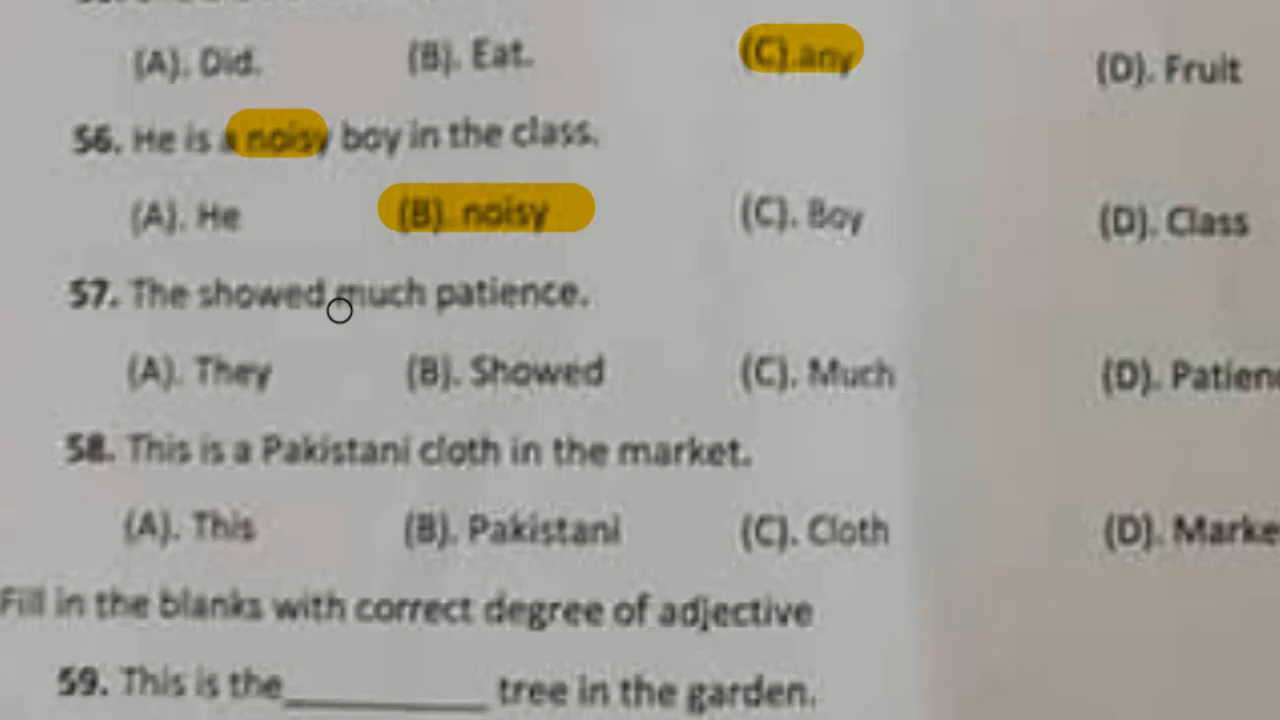 (A). Did. (B). Eat. (C).any (D). Fruit
56. He is a noisy boy in the class.
(A). He (B). noisy (C). Boy (D). Class
57. The showed much patience.
(A). They (B). Showed (C). Much (D). Patien
58. This is a Pakistani cloth in the market.
(A). This (B). Pakistani (C). Cloth (D). Marke
Fill in the blanks with correct degree of adjective
59. This is the__________ tree in the garden.